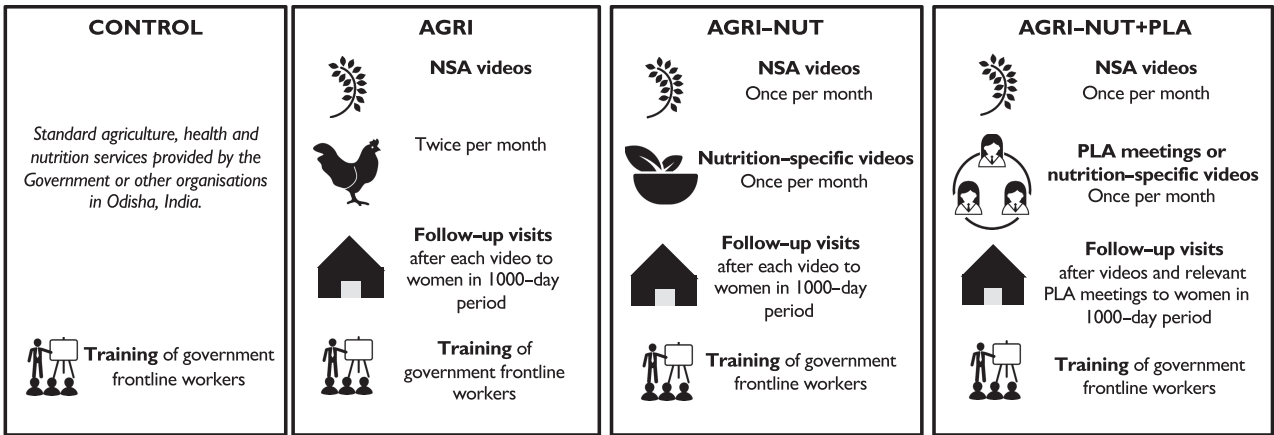 CONTROL
Standard agriculture, health and
nutrition services provided by the
Government or other organisations
in Odisha, India.
Training of government
frontline workers
AGRI
NSA videos
Twice per month
Follow–up visits
after each video to
women in 1000–day
period
Training of
government frontline
workers
AGRI–NUT
NSA videos
Once per month
Nutrition–specific videos
Once per month
Follow–up visits
after each video to
women in 1000–day
period
Training of government
frontline workers
AGRI–NUT+PLA
NSA videos
Once per month
PLA meetings or
nutrition–specific videos
Once per month
Follow–up visits
after videos and relevant
PLA meetings to women in
1000–day period
Training of government
frontline workers